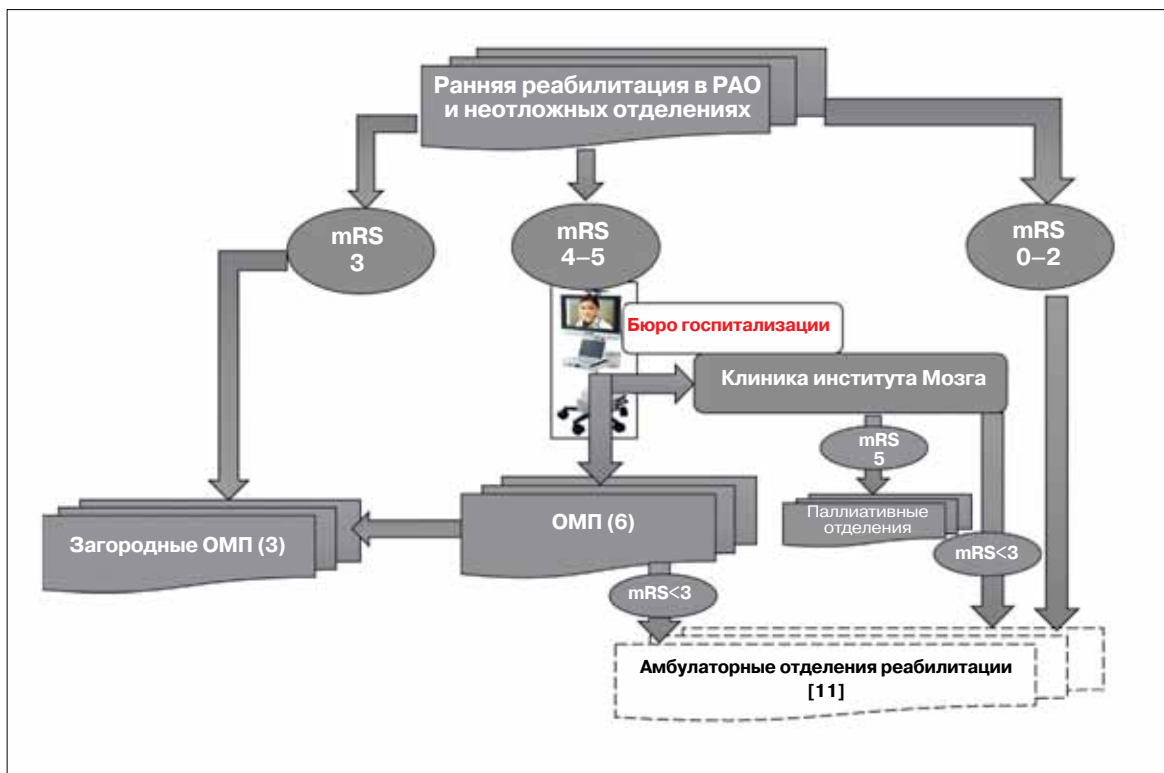 Ранняя реабилитация в РАО
и неотложных отделениях
mRS
3
mRS
4–5
mRS
0–2
Бюро госпитализации
Клиника института Мозга
mRS
5
Паллиативные
отделения
ОМП (6)
Загородные ОМП (3)
mRS<3
mRS<3
Амбулаторные отделения реабилитации
[11]